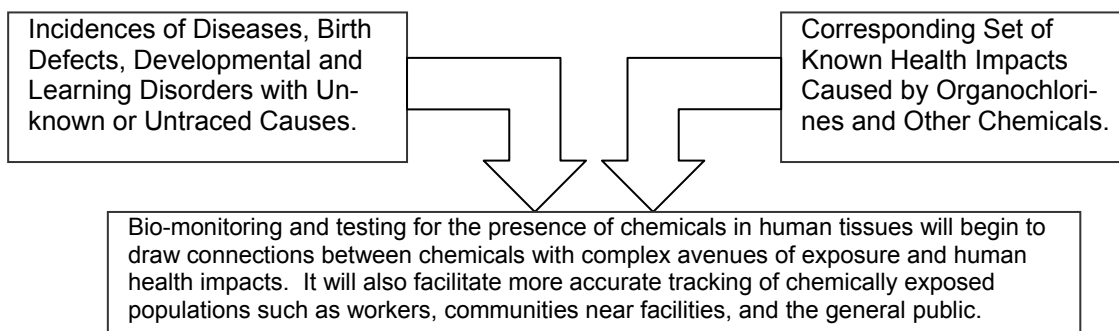 Incidences of Diseases, Birth
Defects, Developmental and
Learning Disorders with Un-
known or Untraced Causes.
Corresponding Set of
Known Health Impacts
Caused by Organochlori-
nes and Other Chemicals.
Bio-monitoring and testing for the presence of chemicals in human tissues will begin to
draw connections between chemicals with complex avenues of exposure and human
health impacts.  It will also facilitate more accurate tracking of chemically exposed
populations such as workers, communities near facilities, and the general public.